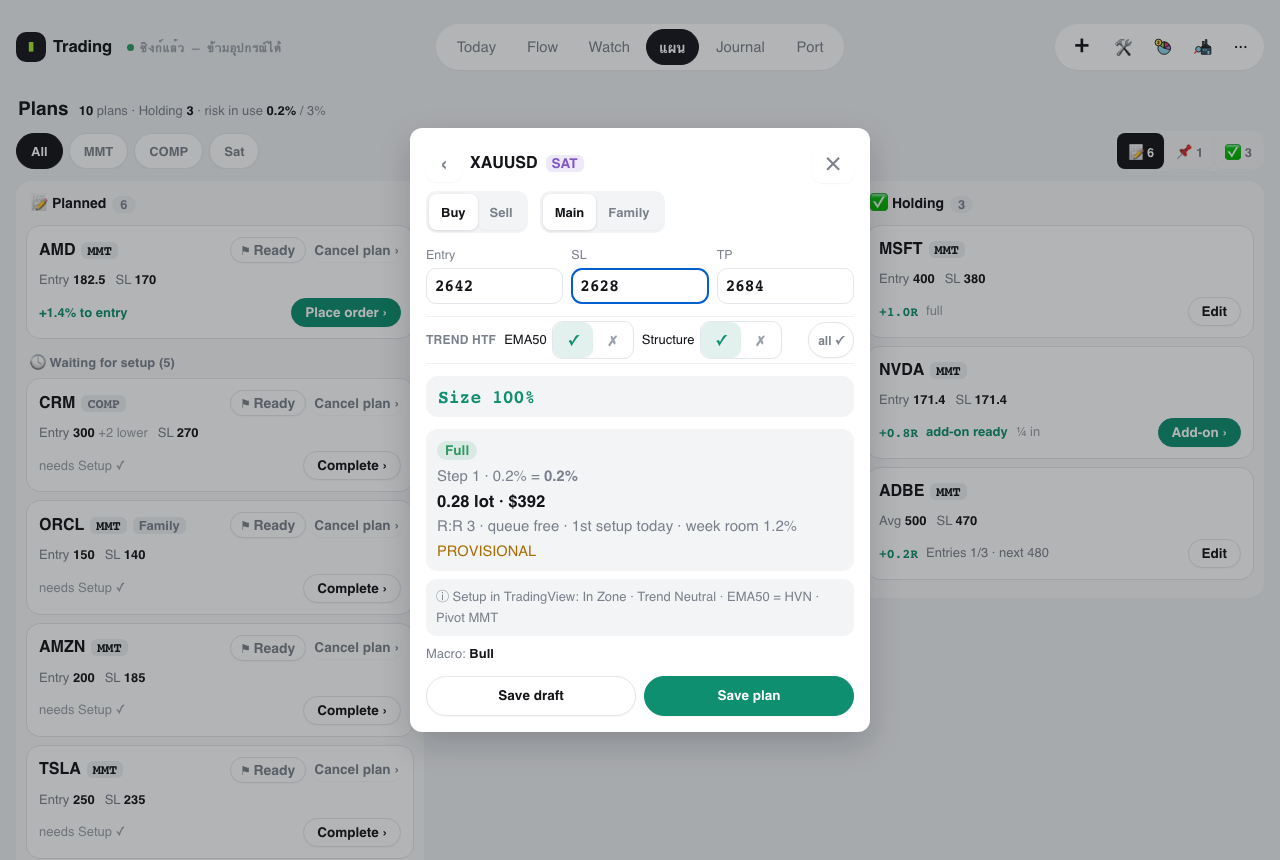 Trading
ซิงก์แล้ว — ข้ามอุปกรณ์ได้
Today Flow Watch แผน Journal Port
+ ···
Plans 10 plans · Holding 3 · risk in use 0.2% / 3%
All MMT COMP Sat
6 1 3
Planned 6
AMD MMT Ready Cancel plan ›
Entry 182.5 SL 170
+1.4% to entry Place order ›
Waiting for setup (5)
CRM COMP Ready Cancel plan ›
Entry 300 +2 lower SL 270
needs Setup ✓ Complete ›
ORCL MMT Family Ready Cancel plan ›
Entry 150 SL 140
needs Setup ✓ Complete ›
AMZN MMT Ready Cancel plan ›
Entry 200 SL 185
needs Setup ✓ Complete ›
TSLA MMT Ready Cancel plan ›
Entry 250 SL 235
needs Setup ✓ Complete ›
‹ XAUUSD SAT ✕
Buy Sell Main Family
Entry SL TP
2642 2628 2684
TREND HTF EMA50 ✓ ✗ Structure ✓ ✗ all ✓
Size 100%
Full
Step 1 · 0.2% = 0.2%
0.28 lot · $392
R:R 3 · queue free · 1st setup today · week room 1.2%
PROVISIONAL
ⓘ Setup in TradingView: In Zone · Trend Neutral · EMA50 = HVN ·
Pivot MMT
Macro: Bull
Save draft Save plan
Holding 3
MSFT MMT
Entry 400 SL 380
+1.0R full Edit
NVDA MMT
Entry 171.4 SL 171.4
+0.8R add-on ready ¼ in Add-on ›
ADBE MMT
Avg 500 SL 470
+0.2R Entries 1/3 · next 480 Edit